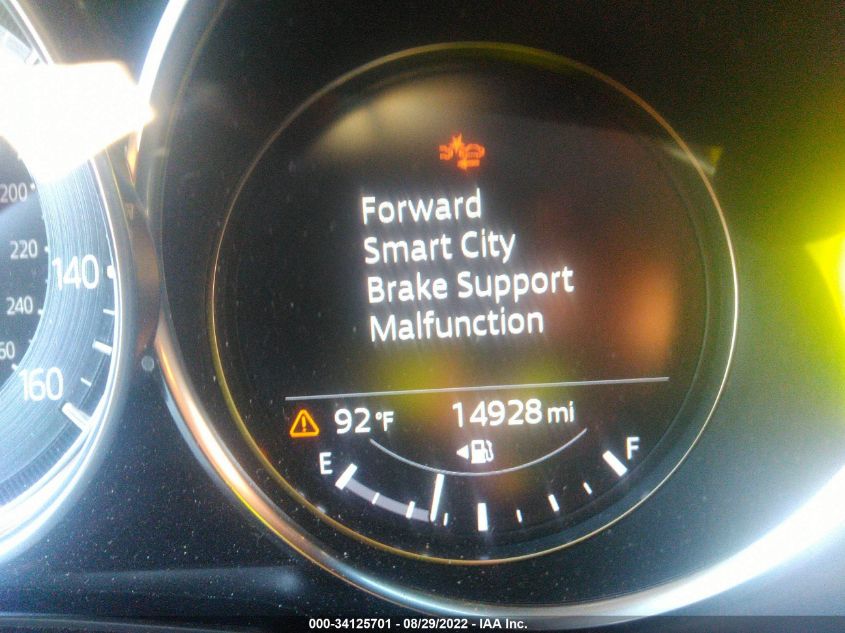 200
220
240
60
140
160
Forward
Smart City
Brake Support
Malfunction
92 °F
14928 mi
E
F
000-34125701 - 08/29/2022 - IAA Inc.